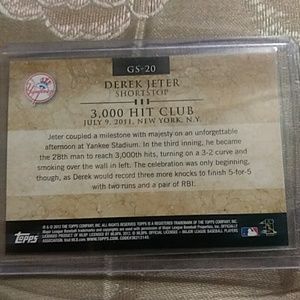 GS-20
DEREK JETER
SHORTSTOP
3,000 HIT CLUB
JULY 9, 2011, NEW YORK, N.Y.
Jeter coupled a milestone with majesty on an unforgettable
afternoon at Yankee Stadium. In the third inning, he became
the 28th man to reach 3,000th hits, turning on a 3-2 curve and
smoking over the wall in left. The celebration was only beginning,
though, as Derek would record three more knocks to finish 5-for-5
with two runs and a pair of RBI.
TOPPS